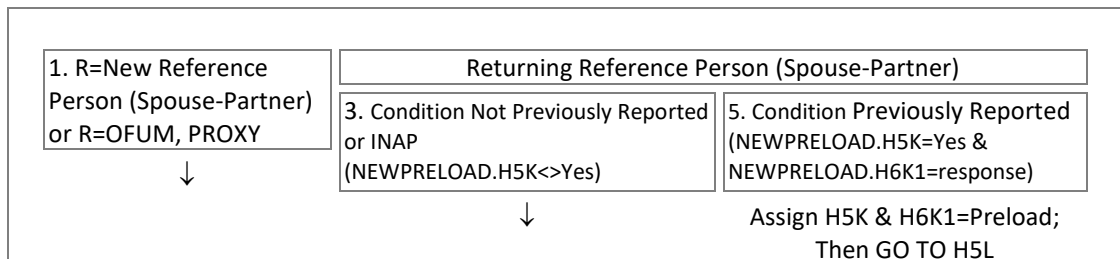 1. R=New Reference
Person (Spouse-Partner)
or R=OFUM, PROXY
↓
Returning Reference Person (Spouse-Partner)
3. Condition Not Previously Reported
or INAP
(NEWPRELOAD.H5K<>Yes)
↓
5. Condition Previously Reported
(NEWPRELOAD.H5K=Yes &
NEWPRELOAD.H6K1=response)
Assign H5K & H6K1=Preload;
Then GO TO H5L